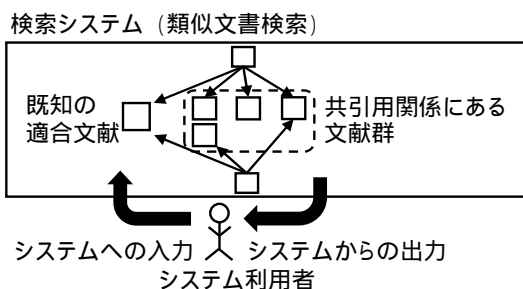 検索システム（類似文書検索）
既知の
適合文献
共引用関係にある
文献群
システムへの入力
システムからの出力
システム利用者